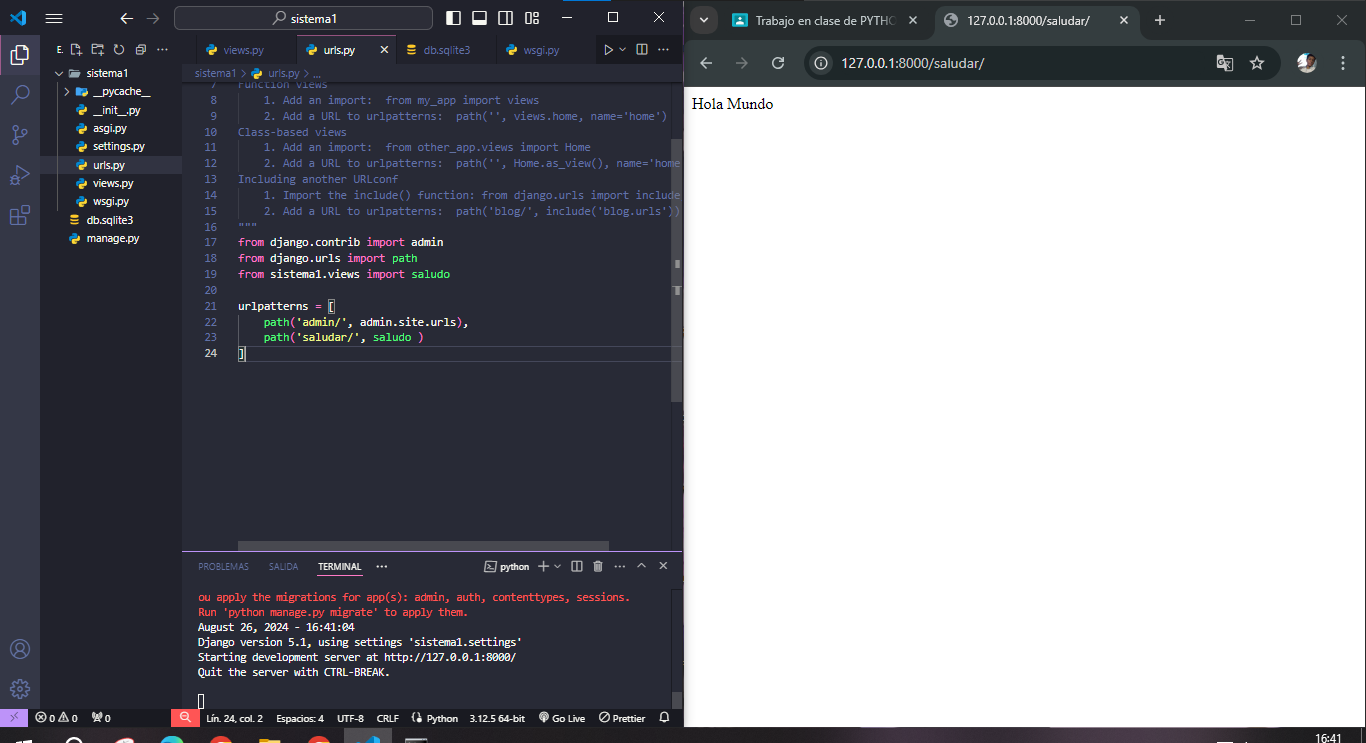 sistema1
E.
sistema1
__pycache__
__init__.py
asgi.py
settings.py
urls.py
views.py
wsgi.py
db.sqlite3
manage.py
views.py
urls.py
db.sqlite3
wsgi.py
sistema1 > urls.py > ...
7 Function views
8 1. Add an import:  from my_app import views
9 2. Add a URL to urlpatterns:  path('', views.home, name='home')
10 Class-based views
11 1. Add an import:  from other_app.views import Home
12 2. Add a URL to urlpatterns:  path('', Home.as_view(), name='home
13 Including another URLconf
14 1. Import the include() function: from django.urls import include
15 2. Add a URL to urlpatterns:  path('blog/', include('blog.urls'))
16 """
17 from django.contrib import admin
18 from django.urls import path
19 from sistema1.views import saludo
20
21 urlpatterns = [
22 path('admin/', admin.site.urls),
23 path('saludar/', saludo )
24 ]
PROBLEMAS SALIDA TERMINAL ... python
ou apply the migrations for app(s): admin, auth, contenttypes, sessions.
Run 'python manage.py migrate' to apply them.
August 26, 2024 - 16:41:04
Django version 5.1, using settings 'sistema1.settings'
Starting development server at http://127.0.0.1:8000/
Quit the server with CTRL-BREAK.
0 0 0 Lín. 24, col. 2 Espacios: 4 UTF-8 CRLF Python 3.12.5 64-bit Go Live Prettier
Trabajo en clase de PYTHO
127.0.0.1:8000/saludar/
127.0.0.1:8000/saludar/
Hola Mundo
16:41